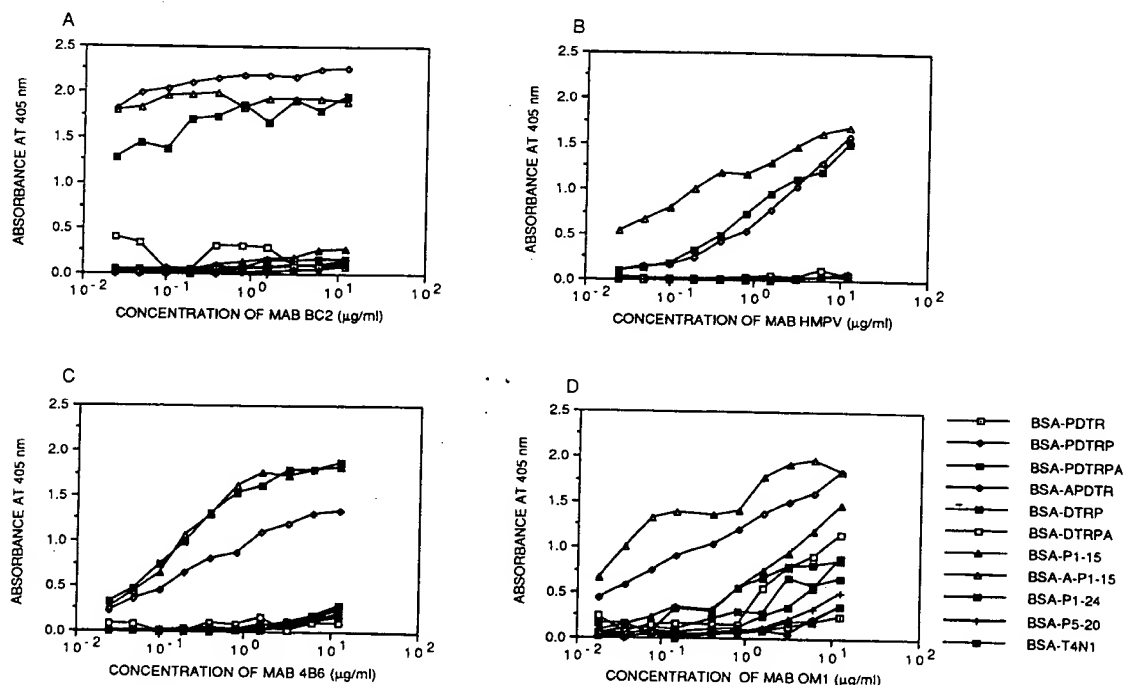 A
2.5
2.0
1.5
1.0
0.5
0.0
ABSORBANCE AT 405 nm
10-2
10-1
100
101
102
CONCENTRATION OF MAB BC2 (µg/ml)
B
2.5
2.0
1.5
1.0
0.5
0.0
ABSORBANCE AT 405 nm
10-2
10-1
100
101
102
CONCENTRATION OF MAB HMPV (µg/ml)
C
2.5
2.0
1.5
1.0
0.5
0.0
ABSORBANCE AT 405 nm
10-2
10-1
100
101
102
CONCENTRATION OF MAB 4B6 (µg/ml)
D
2.5
2.0
1.5
1.0
0.5
0.0
ABSORBANCE AT 405 nm
10-2
10-1
100
101
102
CONCENTRATION OF MAB OM1 (µg/ml)
BSA-PDTR
BSA-PDTRP
BSA-PDTRPA
BSA-APDTR
BSA-DTRP
BSA-DTRPA
BSA-P1-15
BSA-A-P1-15
BSA-P1-24
BSA-P5-20
BSA-T4N1